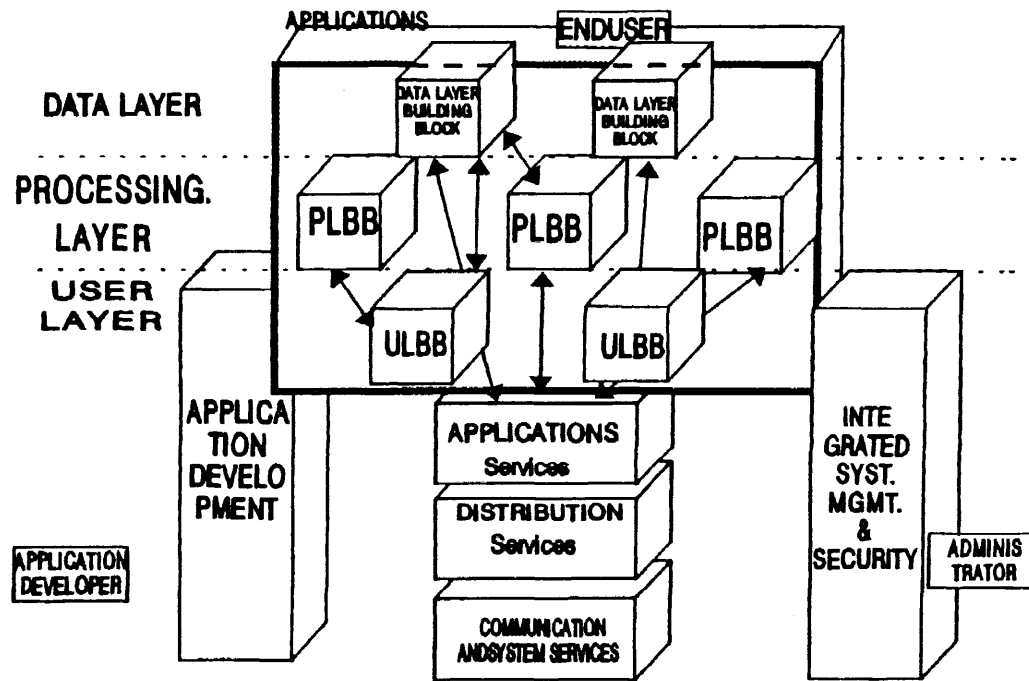 APPLICATIONS
ENDUSER
DATA LAYER
DATA LAYER
BUILDING
BLOCK
DATA LAYER
BUILDING
BLOCK
PROCESSING.
LAYER
PLBB
PLBB
PLBB
USER
LAYER
ULBB
ULBB
APPLICA
TION
DEVELO
PMENT
APPLICATIONS
Services
DISTRIBUTION
Services
COMMUNICATION
ANDSYSTEM SERVICES
INTE
GRATED
SYST.
MGMT.
&
SECURITY
APPLICATION
DEVELOPER
ADMINIS
TRATOR